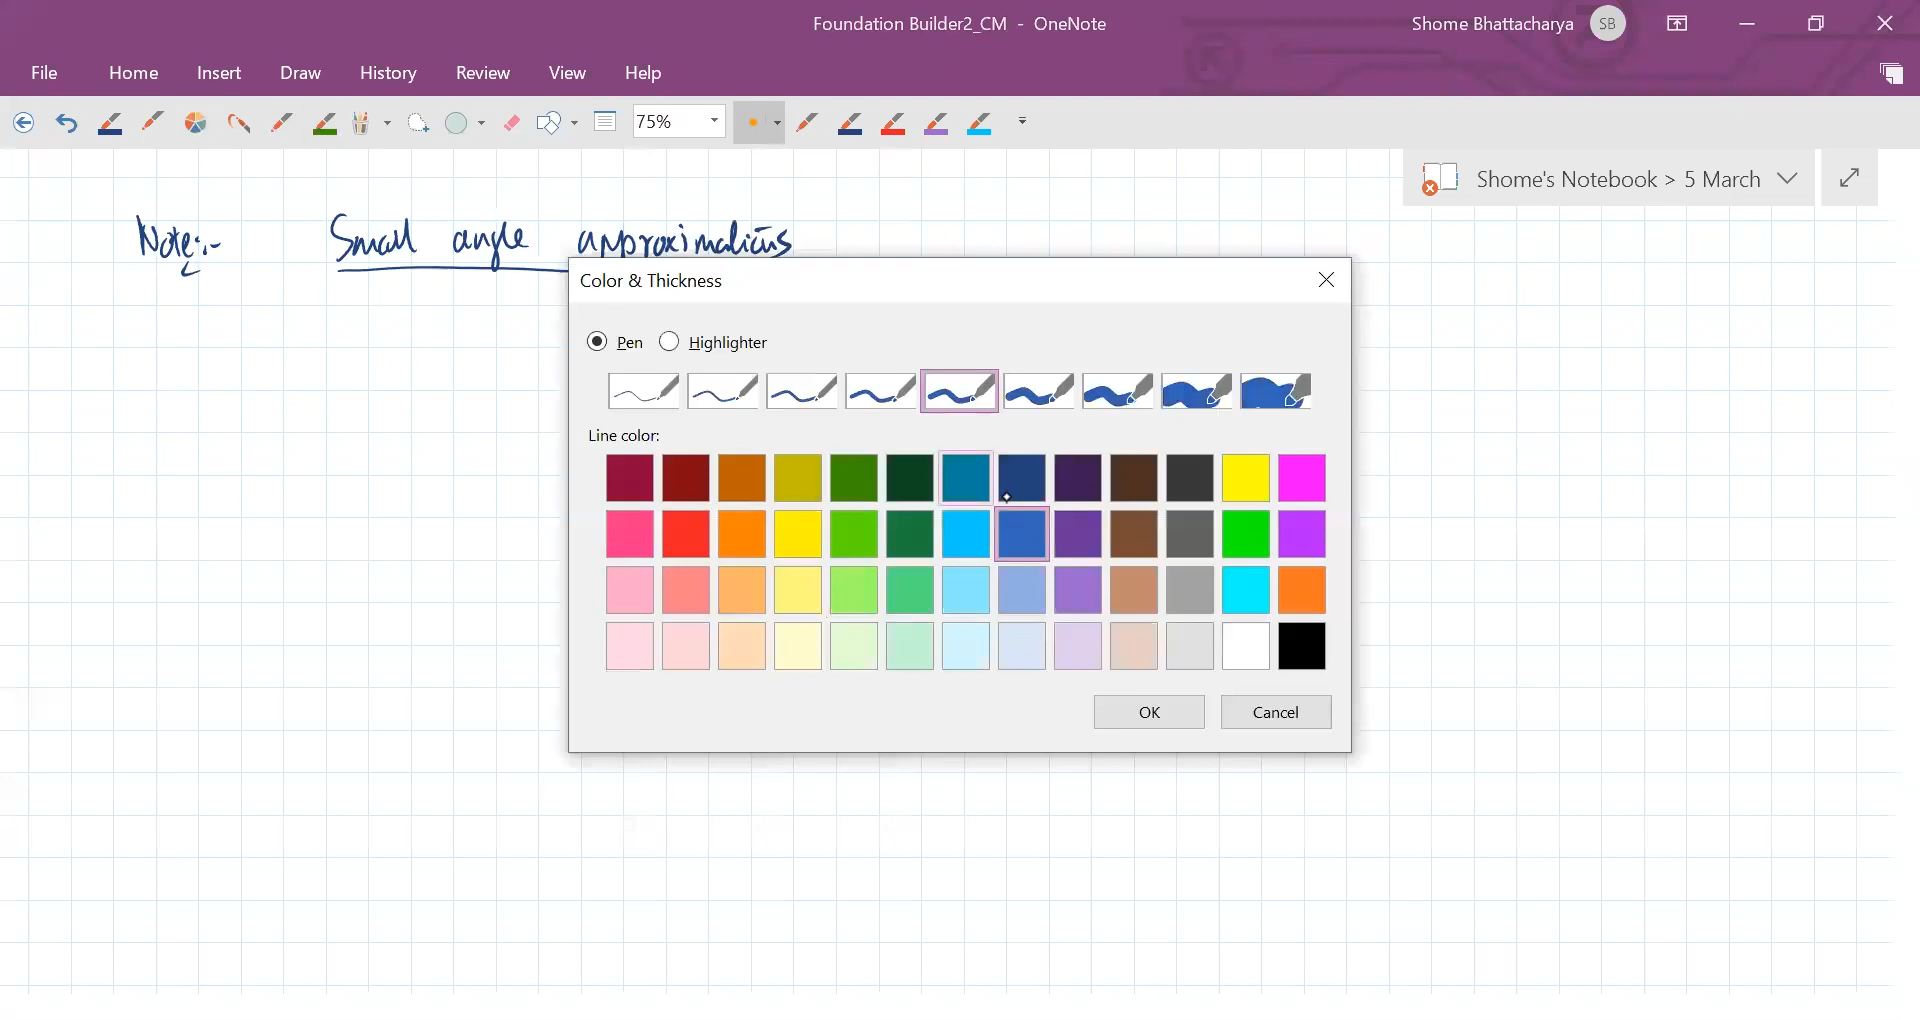 Foundation Builder2_CM - OneNote
Shome Bhattacharya SB
File Home Insert Draw History Review View Help
75%
Shome's Notebook > 5 March
Note:- Small angle approximations
Color & Thickness
Pen Highlighter
Line color:
OK Cancel